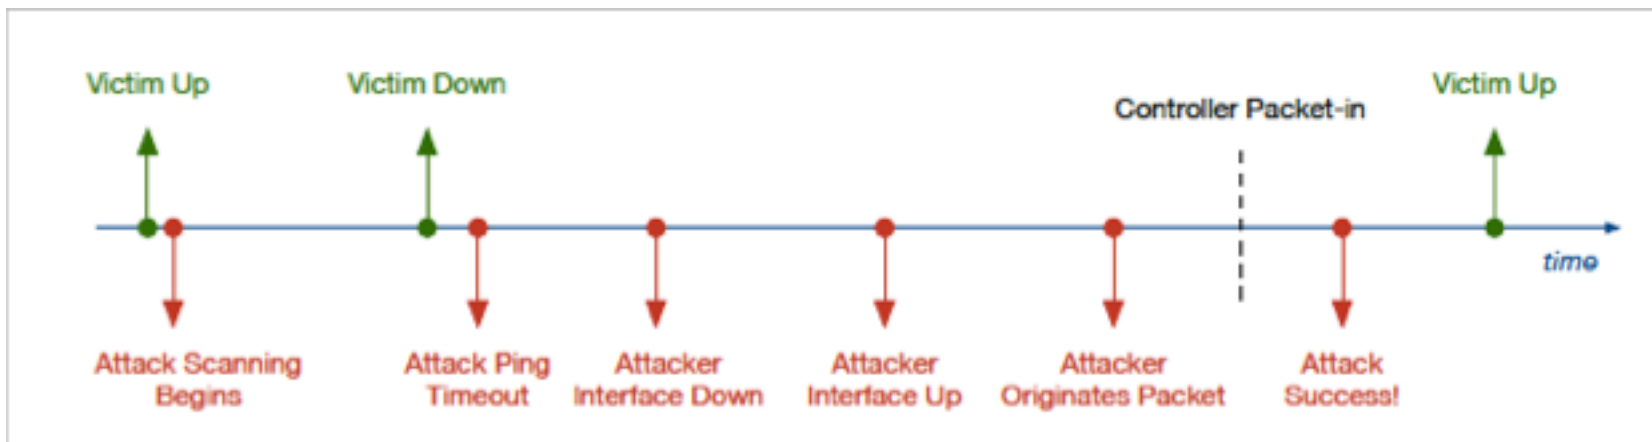 Victim Up
Victim Down
Victim Up
Controller Packet-in
time
Attack Scanning
Begins
Attack Ping
Timeout
Attacker
Interface Down
Attacker
Interface Up
Attacker
Originates Packet
Attack
Success!